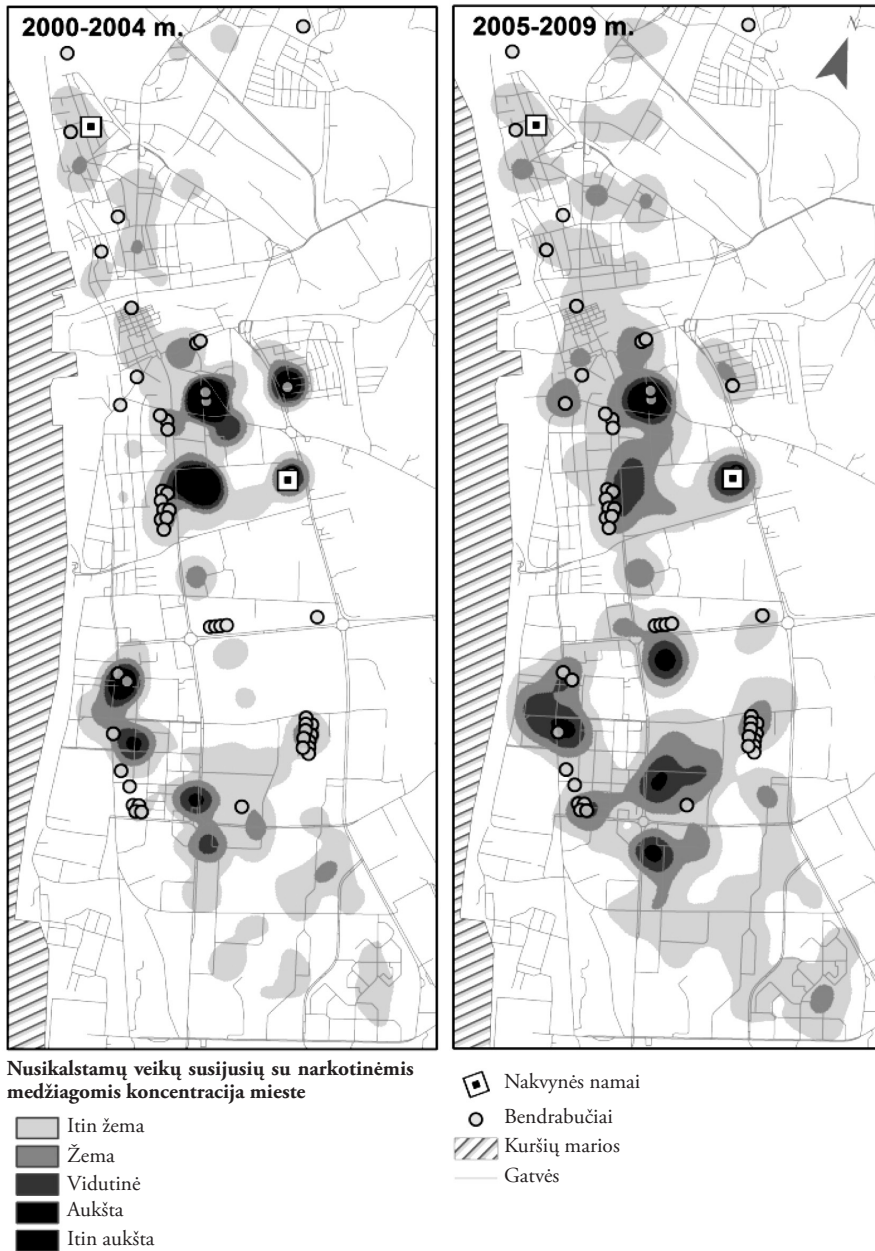 2000-2004 m.
2005-2009 m.
N
Nusikalstamų veikų susijusių su narkotinėmis
medžiagomis koncentracija mieste
Itin žema
Žema
Vidutinė
Aukšta
Itin aukšta
Nakvynės namai
Bendrabučiai
Kuršių marios
Gatvės